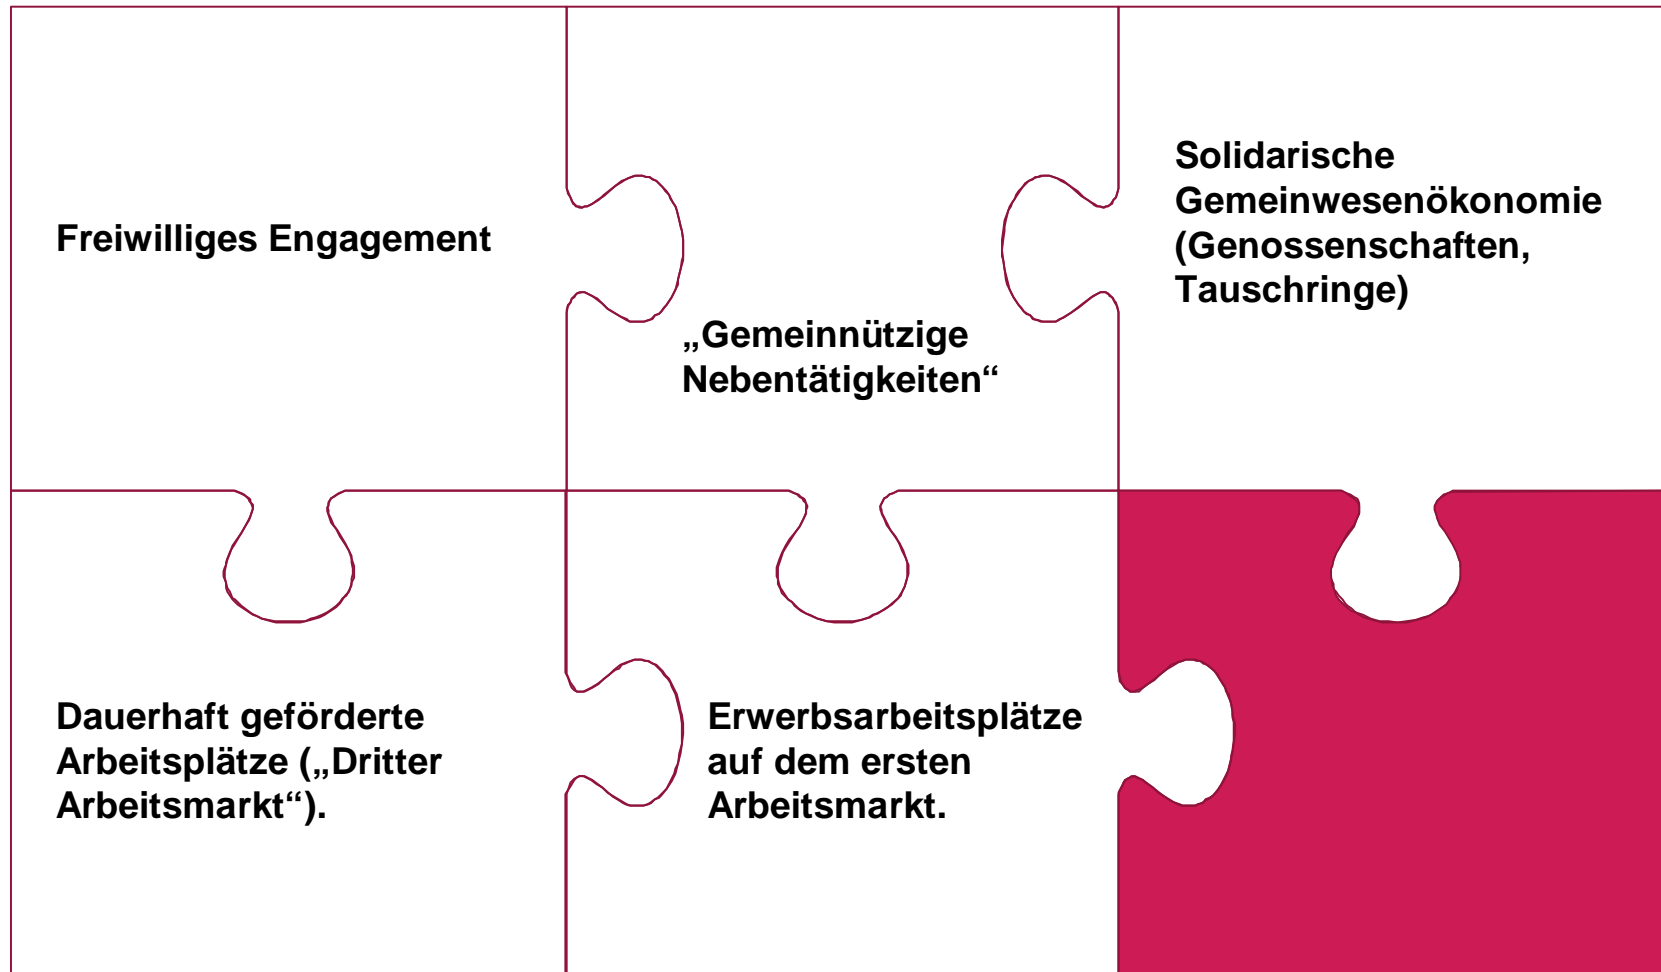 Freiwilliges Engagement
„Gemeinnützige
Nebentätigkeiten“
Solidarische
Gemeinwesenökonomie
(Genossenschaften,
Tauschringe)
Dauerhaft geförderte
Arbeitsplätze („Dritter
Arbeitsmarkt“).
Erwerbsarbeitsplätze
auf dem ersten
Arbeitsmarkt.